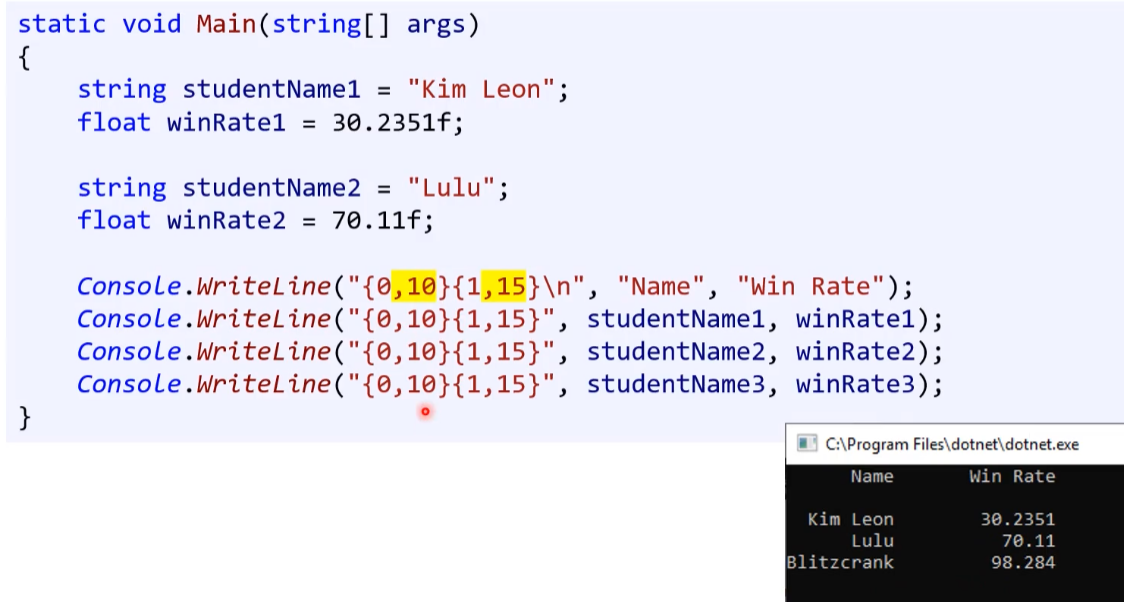 static void Main(string[] args)
{
    string studentName1 = "Kim Leon";
    float winRate1 = 30.2351f;

    string studentName2 = "Lulu";
    float winRate2 = 70.11f;

    Console.WriteLine("{0,10}{1,15}\n", "Name", "Win Rate");
    Console.WriteLine("{0,10}{1,15}", studentName1, winRate1);
    Console.WriteLine("{0,10}{1,15}", studentName2, winRate2);
    Console.WriteLine("{0,10}{1,15}", studentName3, winRate3);
}
C:\Program Files\dotnet\dotnet.exe
      Name       Win Rate

  Kim Leon        30.2351
      Lulu          70.11
Blitzcrank         98.284